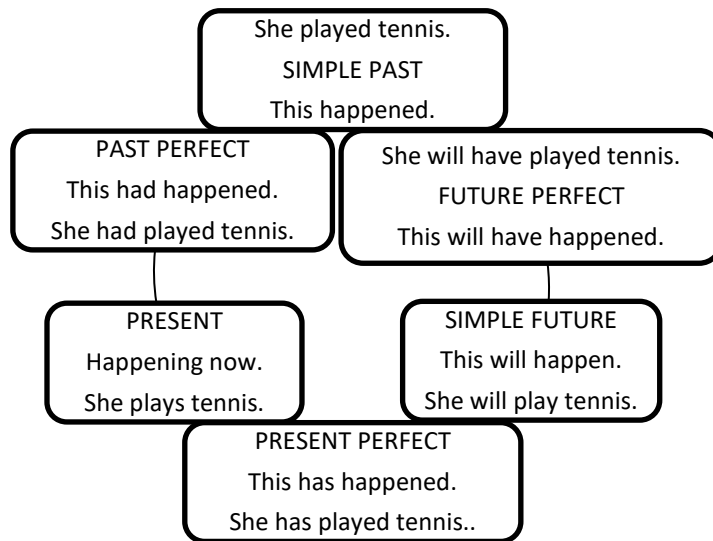 She played tennis.
SIMPLE PAST
This happened.
PAST PERFECT
This had happened.
She had played tennis.
She will have played tennis.
FUTURE PERFECT
This will have happened.
PRESENT
Happening now.
She plays tennis.
SIMPLE FUTURE
This will happen.
She will play tennis.
PRESENT PERFECT
This has happened.
She has played tennis..